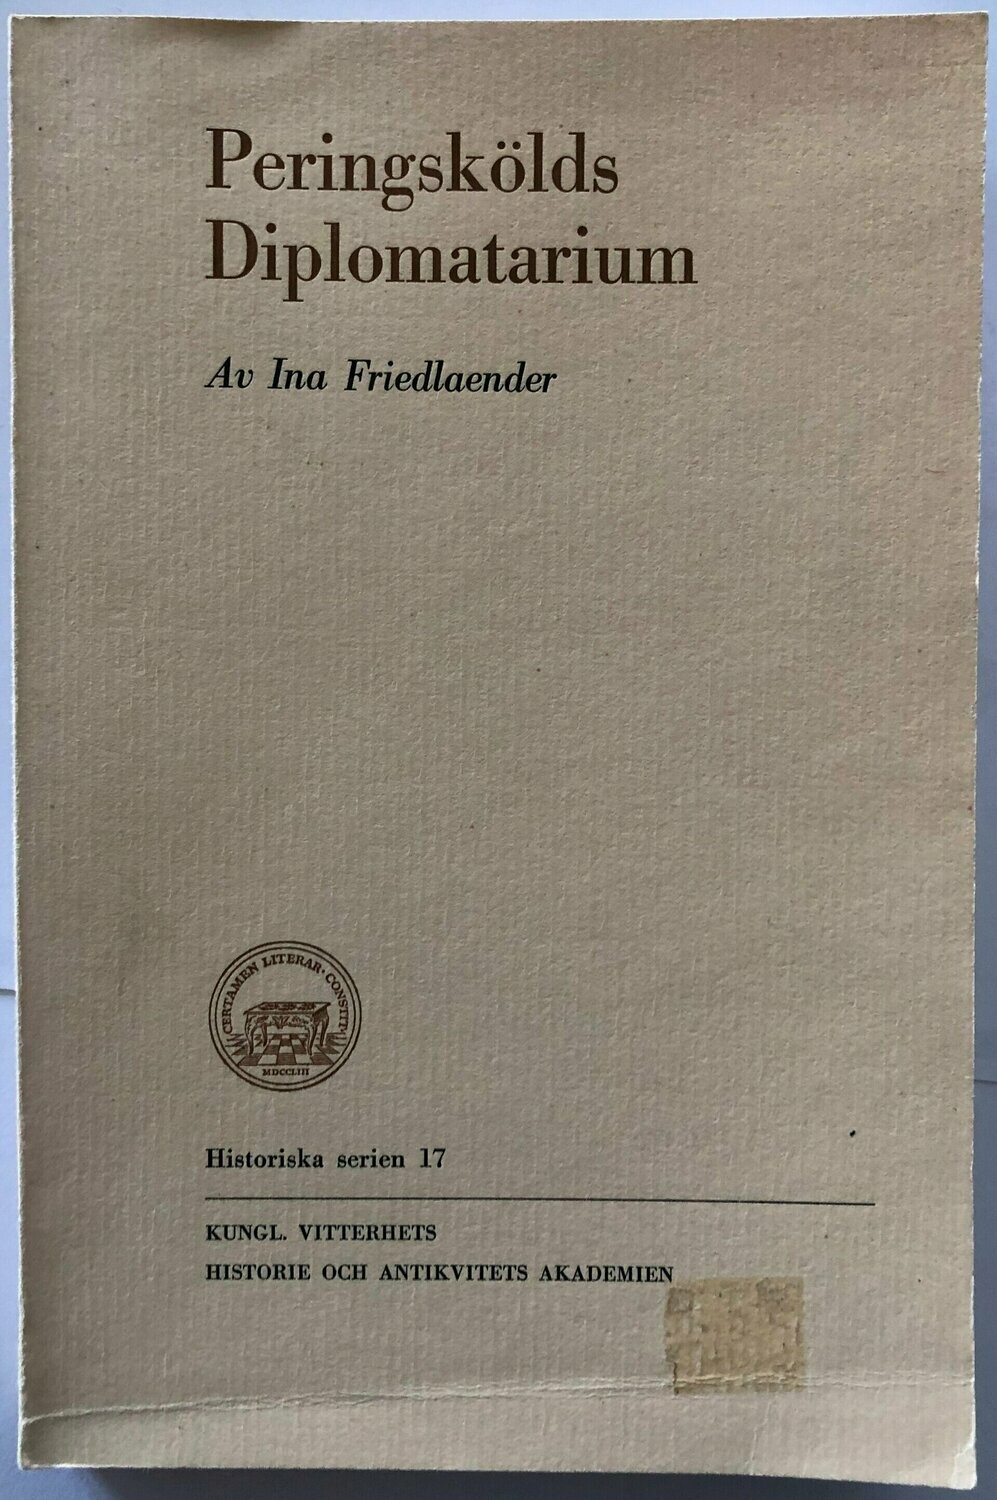 Peringskölds
Diplomatarium
Av Ina Friedlaender
CERTAMEN LITERAR· CONSTIT·
MDCCLIII
Historiska serien 17
KUNGL. VITTERHETS
HISTORIE OCH ANTIKVITETS AKADEMIEN